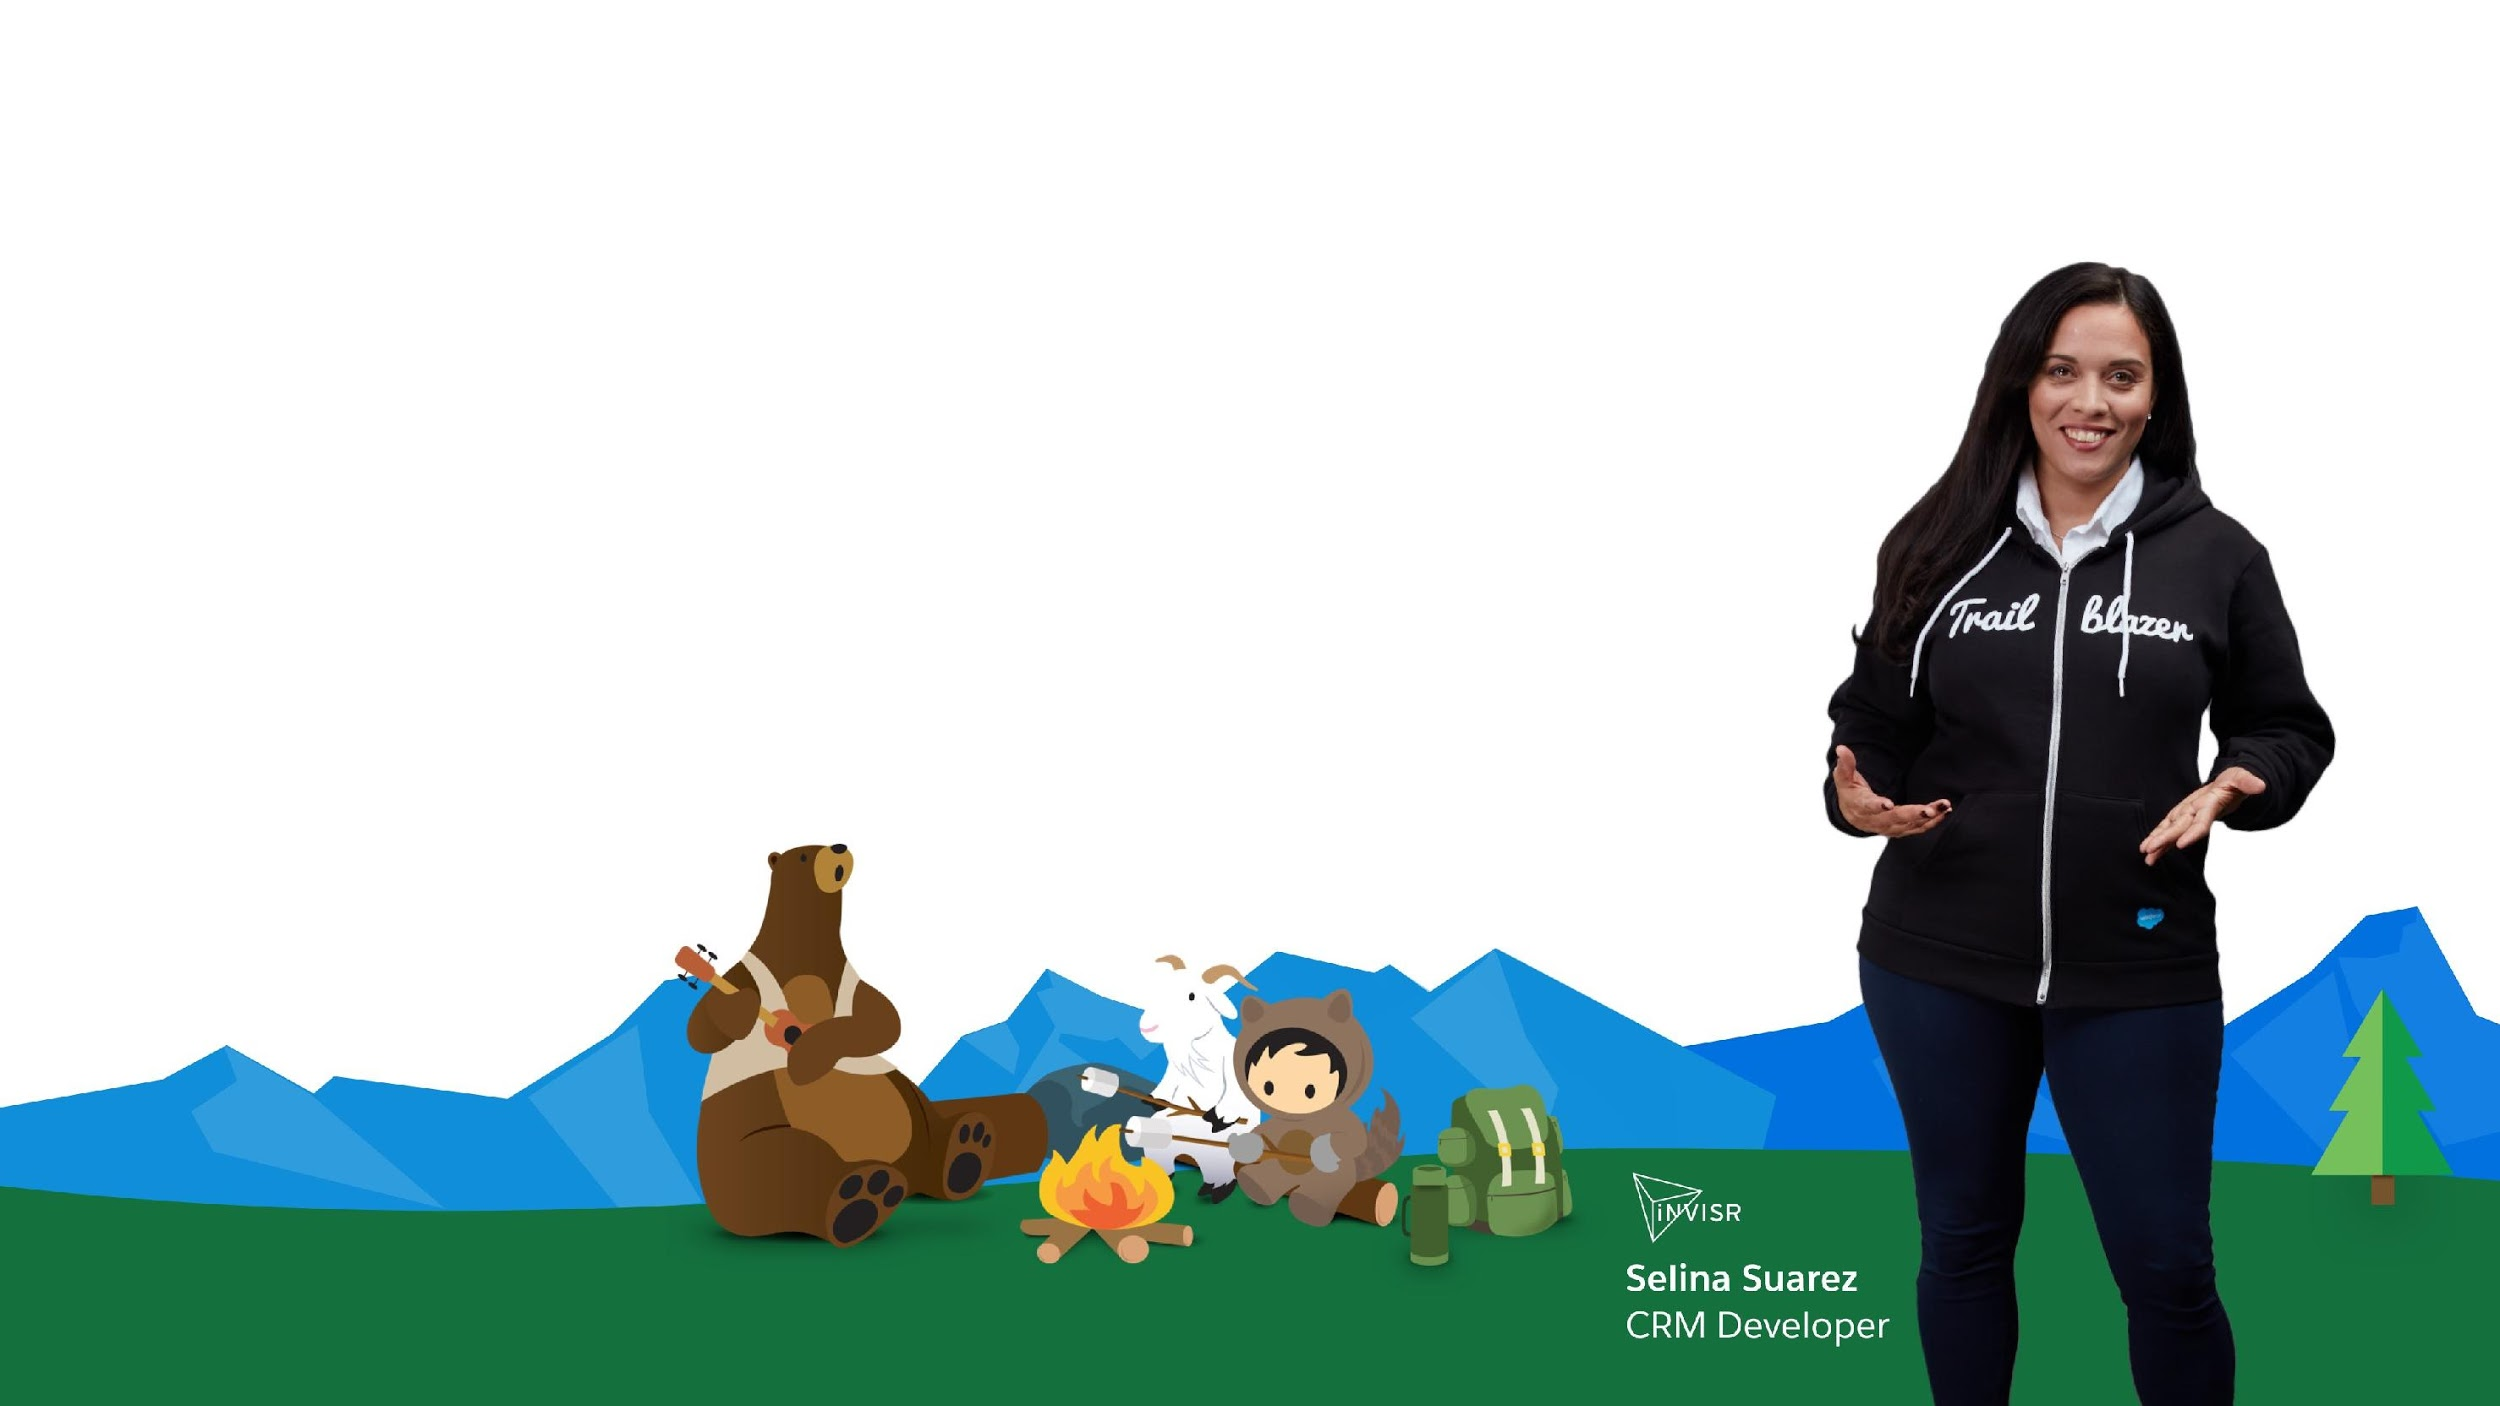 Trail blazer
iNVISR
Selina Suarez
CRM Developer